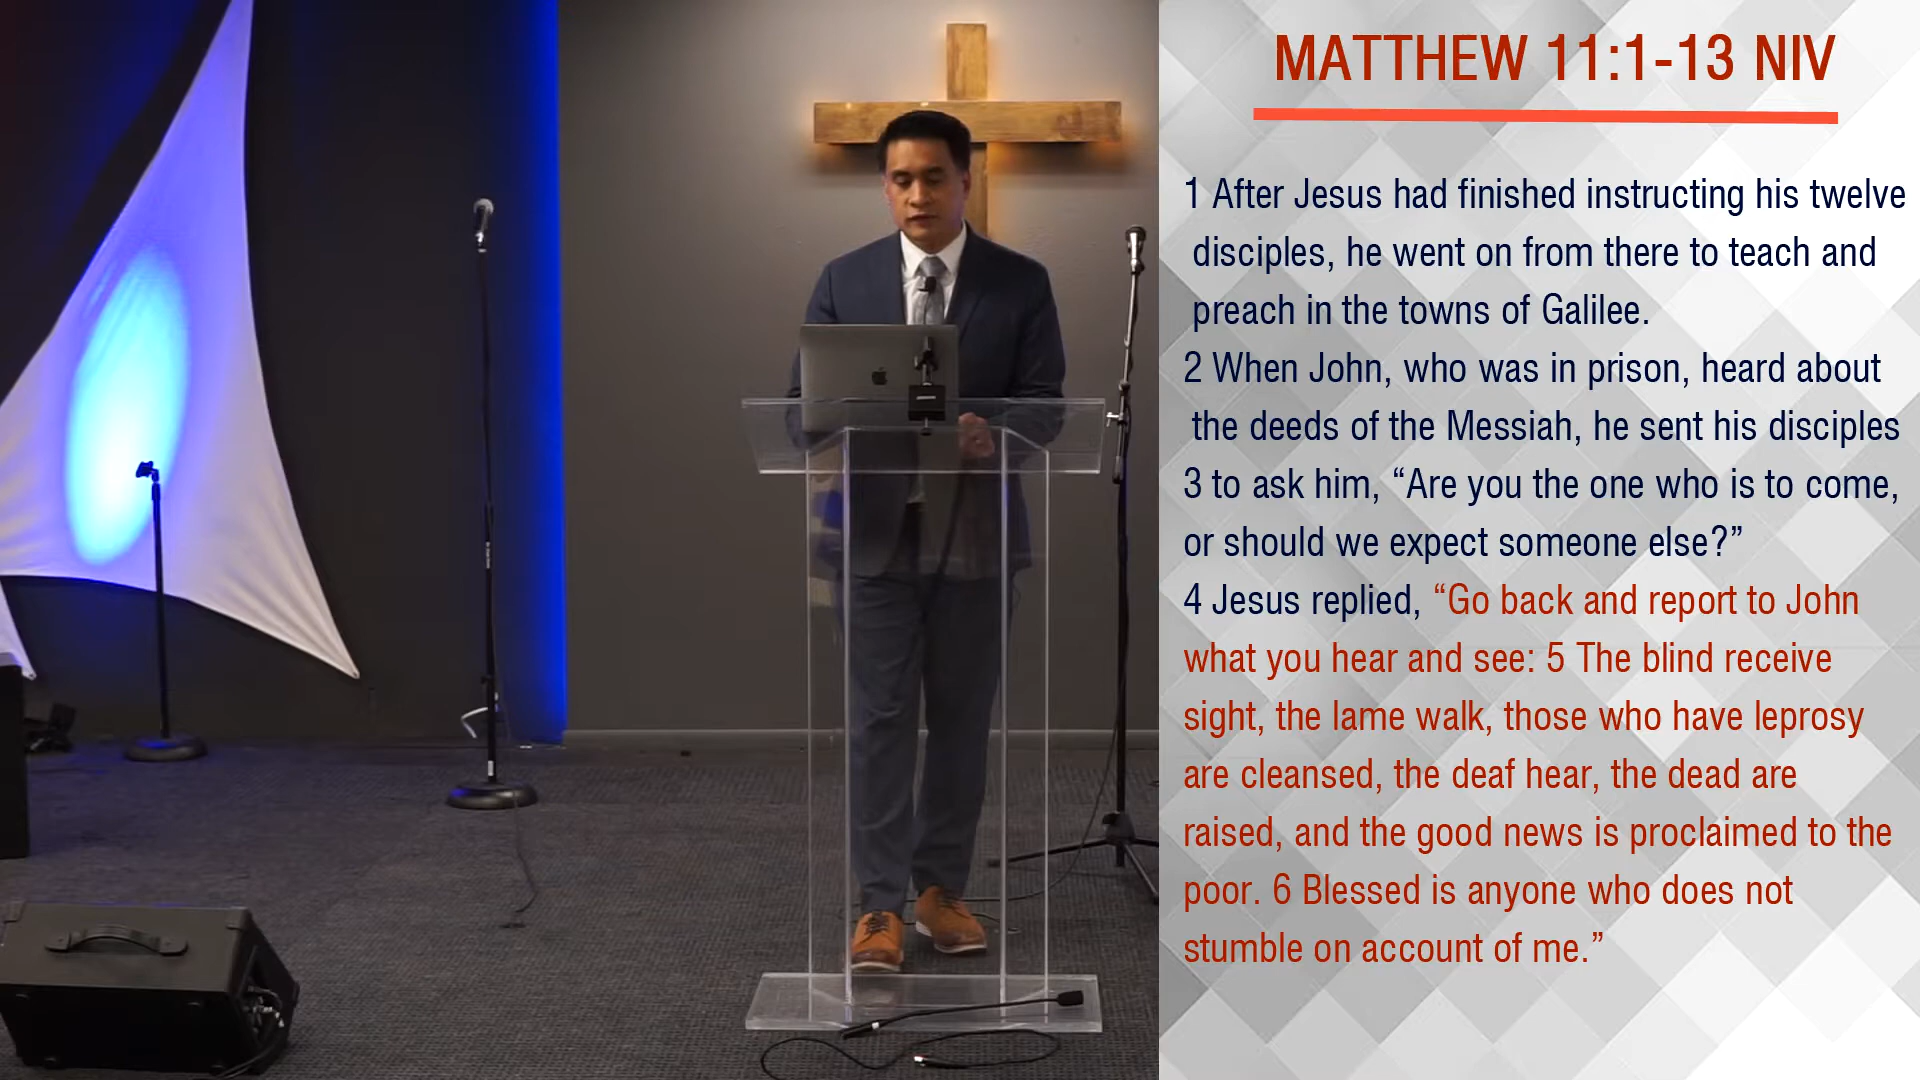 MATTHEW 11:1-13 NIV
1 After Jesus had finished instructing his twelve
disciples, he went on from there to teach and
preach in the towns of Galilee.
2 When John, who was in prison, heard about
the deeds of the Messiah, he sent his disciples
3 to ask him, “Are you the one who is to come,
or should we expect someone else?”
4 Jesus replied, “Go back and report to John
what you hear and see: 5 The blind receive
sight, the lame walk, those who have leprosy
are cleansed, the deaf hear, the dead are
raised, and the good news is proclaimed to the
poor. 6 Blessed is anyone who does not
stumble on account of me.”